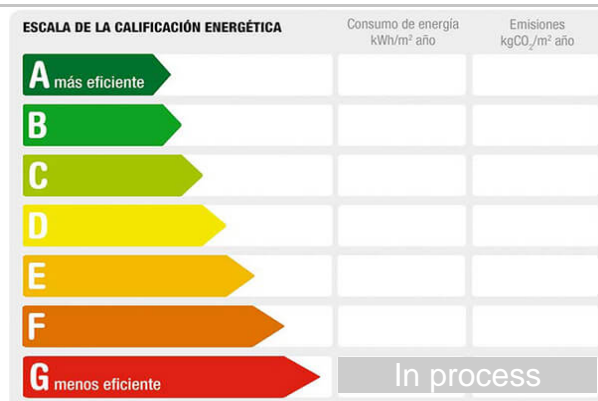 ESCALA DE LA CALIFICACIÓN ENERGÉTICA
Consumo de energía
kWh/m² año
Emisiones
kgCO₂/m² año
A más eficiente
B
C
D
E
F
G menos eficiente
In process